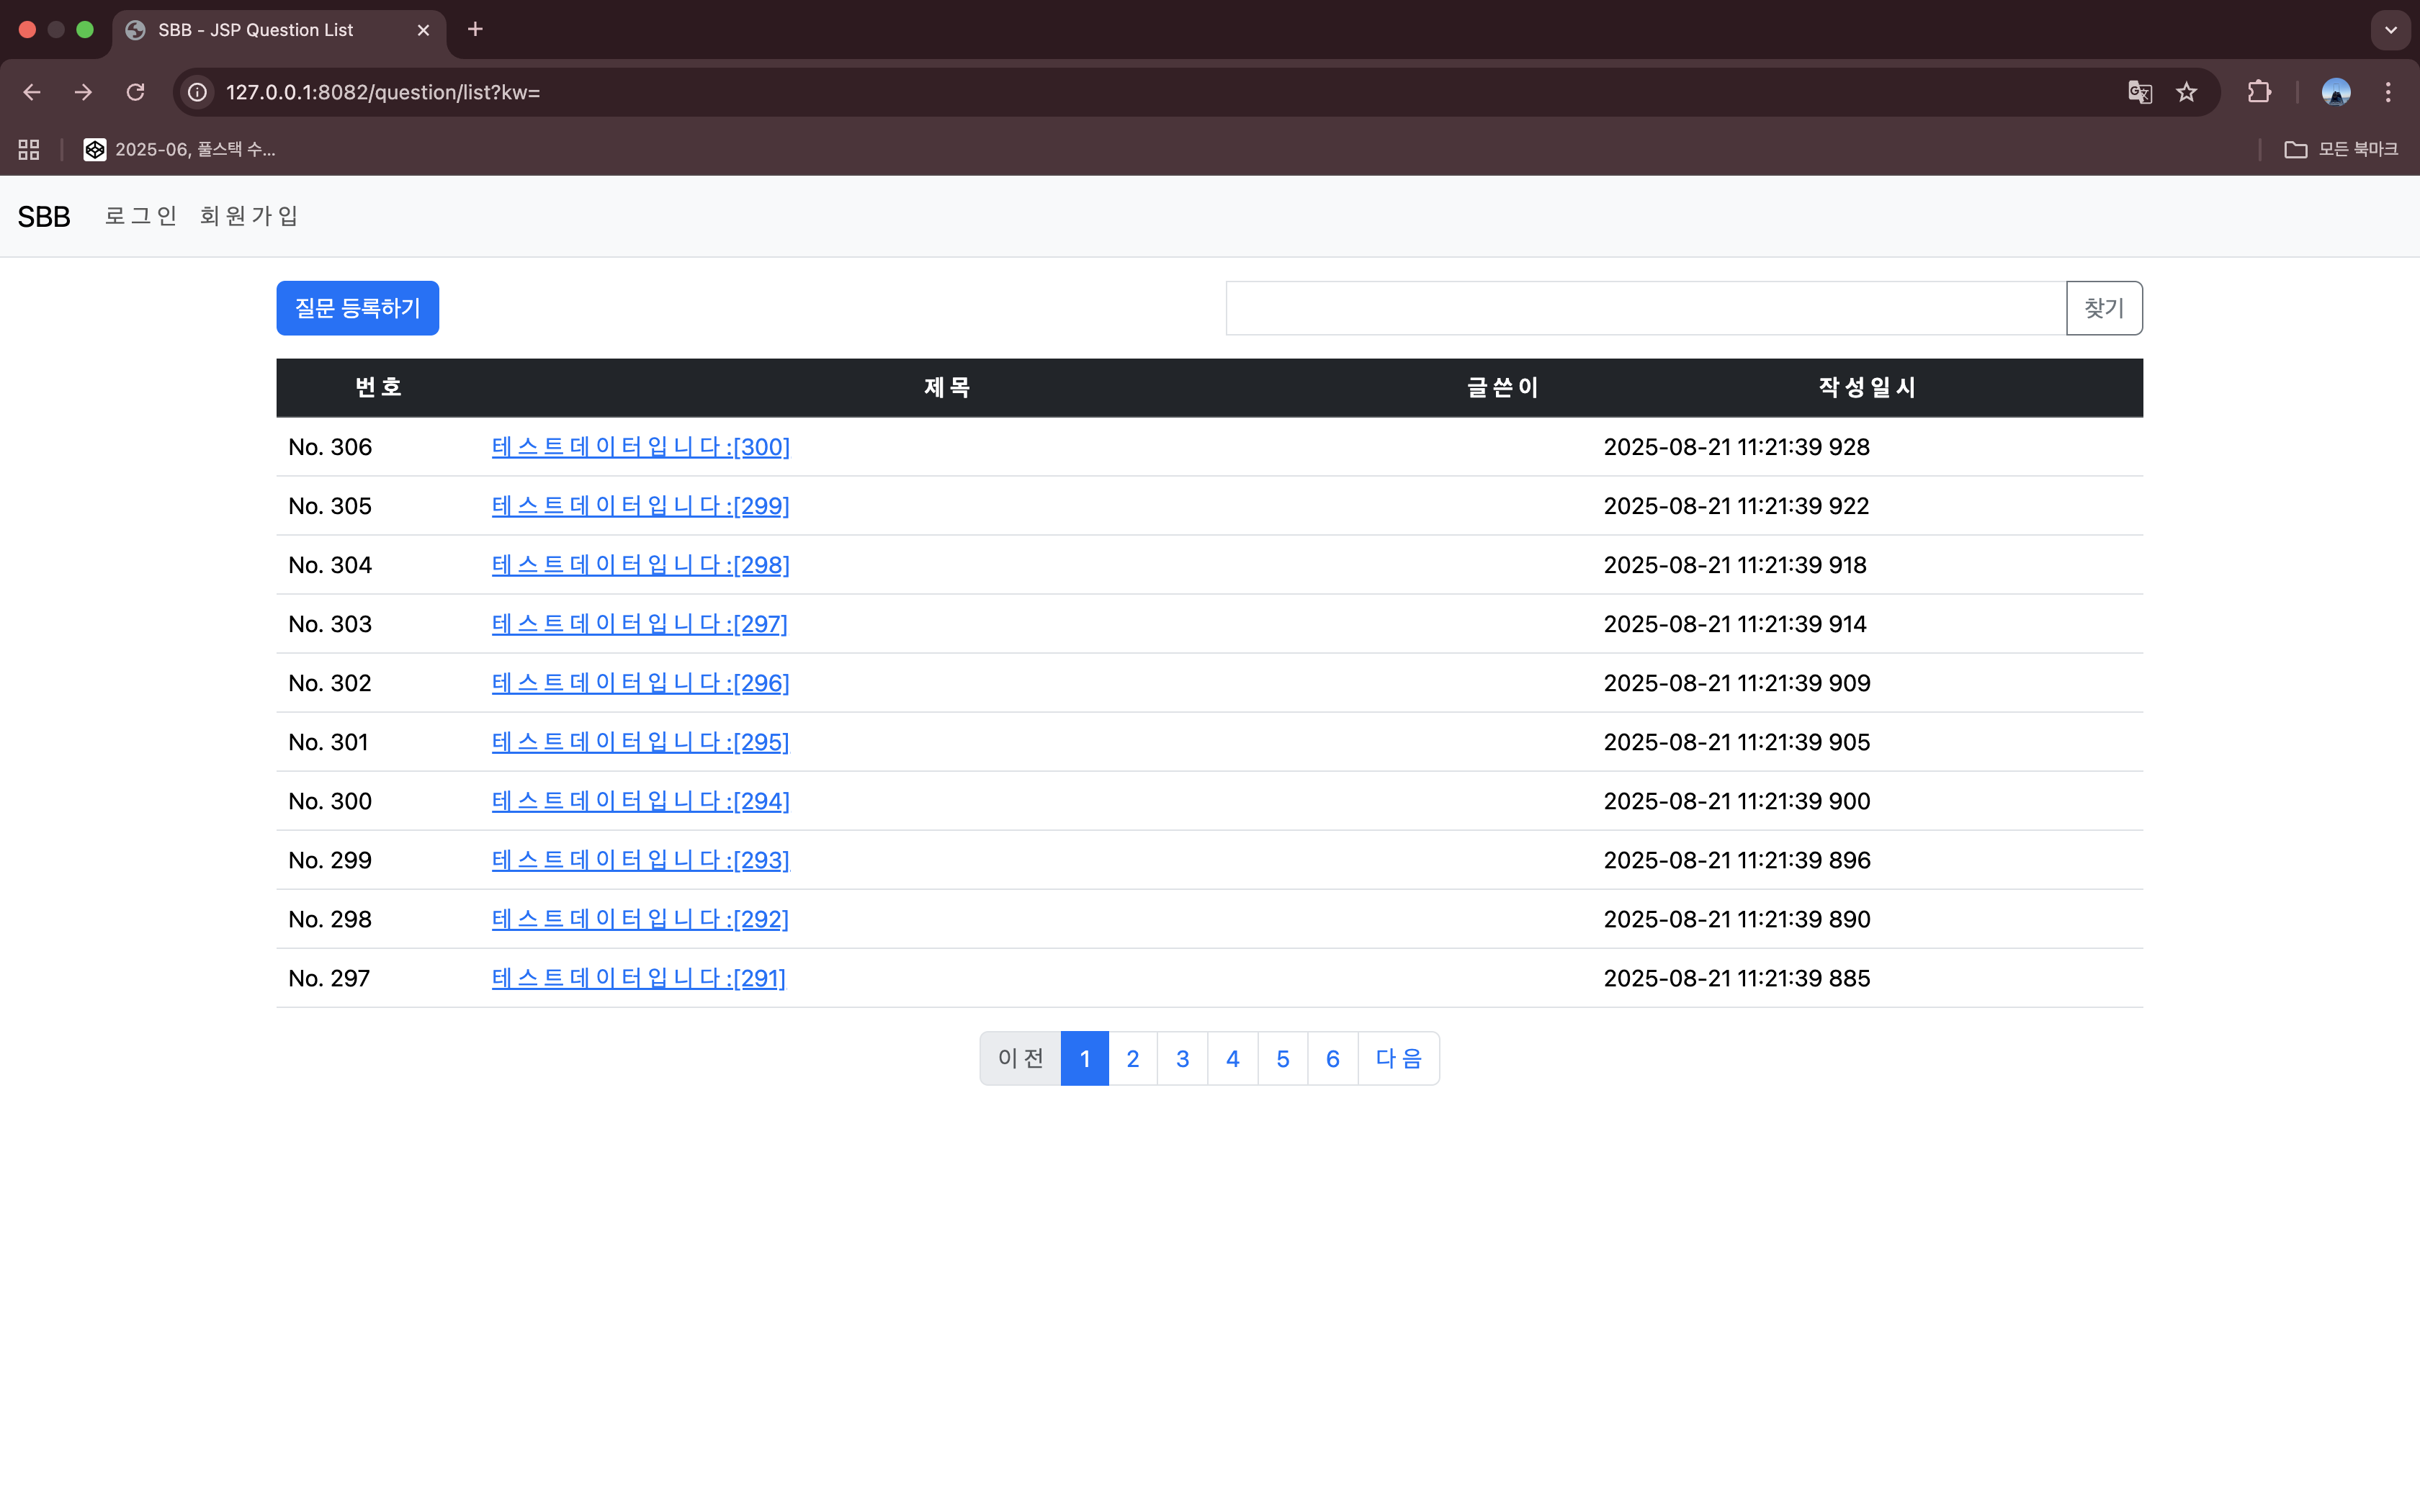 SBB - JSP Question List
127.0.0.1:8082/question/list?kw=
2025-06, 풀스택 수...
모든 북마크
SBB 로그인 회원가입
질문 등록하기 찾기
번호 제목 글쓴이 작성일시
No. 306 테스트데이터입니다:[300] 2025-08-21 11:21:39 928
No. 305 테스트데이터입니다:[299] 2025-08-21 11:21:39 922
No. 304 테스트데이터입니다:[298] 2025-08-21 11:21:39 918
No. 303 테스트데이터입니다:[297] 2025-08-21 11:21:39 914
No. 302 테스트데이터입니다:[296] 2025-08-21 11:21:39 909
No. 301 테스트데이터입니다:[295] 2025-08-21 11:21:39 905
No. 300 테스트데이터입니다:[294] 2025-08-21 11:21:39 900
No. 299 테스트데이터입니다:[293] 2025-08-21 11:21:39 896
No. 298 테스트데이터입니다:[292] 2025-08-21 11:21:39 890
No. 297 테스트데이터입니다:[291] 2025-08-21 11:21:39 885
이전 1 2 3 4 5 6 다음